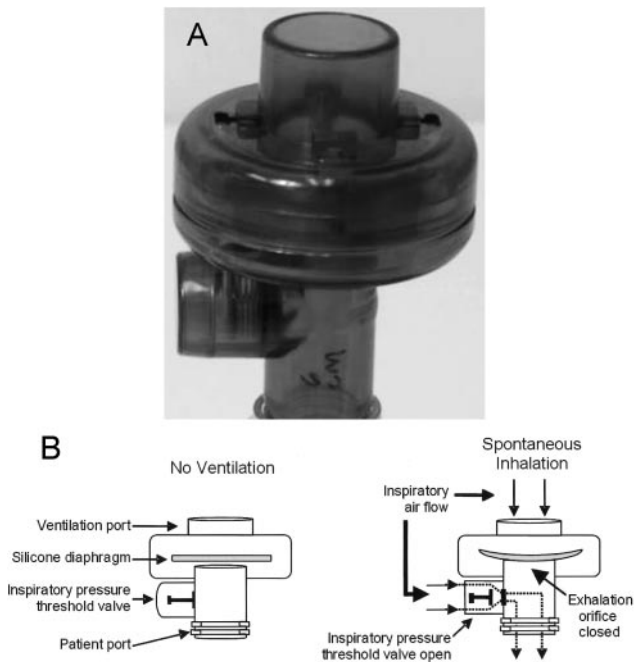 A
B
No Ventilation
Ventilation port
Silicone diaphragm
Inspiratory pressure
threshold valve
Patient port
Spontaneous
Inhalation
Inspiratory
air flow
Exhalation
orifice
closed
Inspiratory pressure
threshold valve open